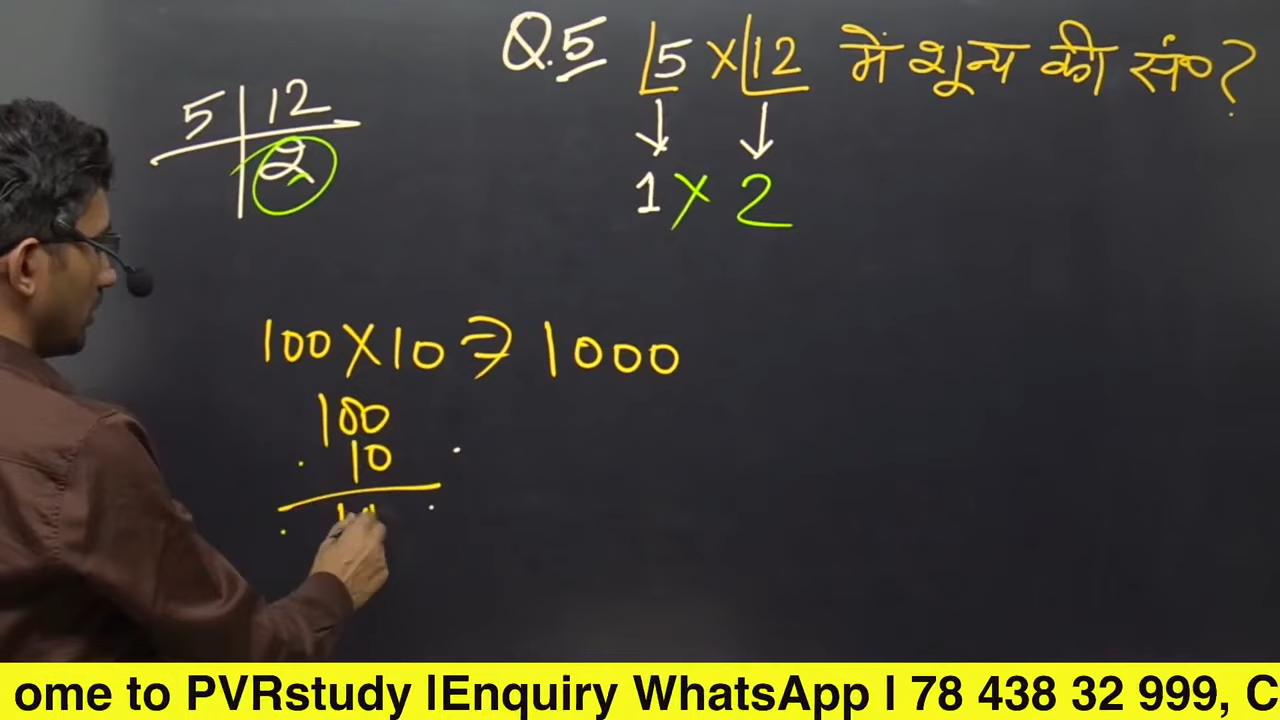 Q.5 |5 × |12 में शून्य की सं०?
5 | 12
2
1 × 2
100 × 10 ⇒ 1000
100
10
ome to PVRstudy |Enquiry WhatsApp | 78 438 32 999, C